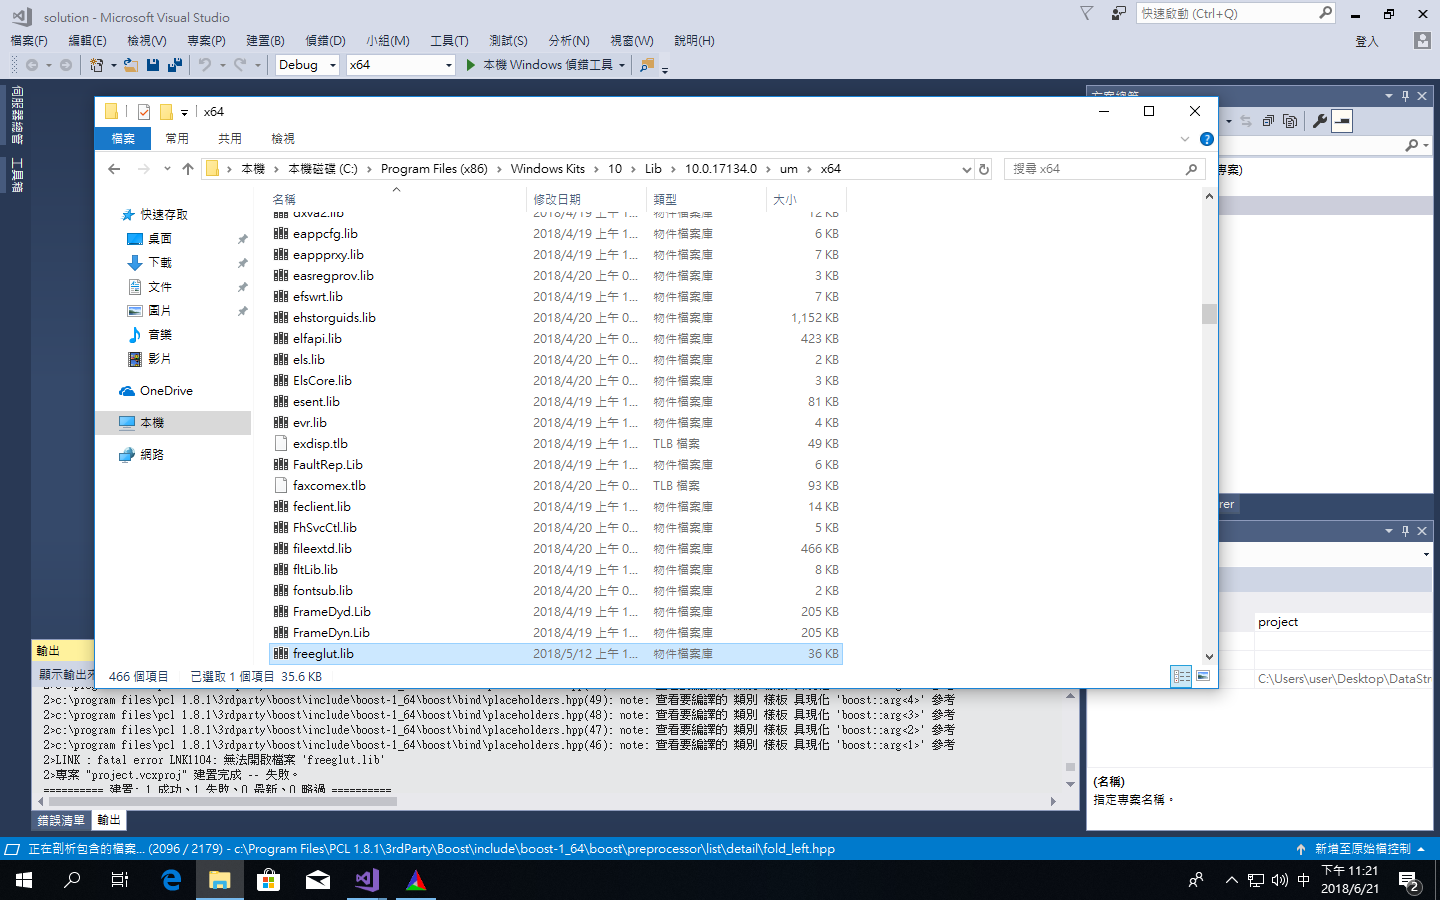 solution - Microsoft Visual Studio
快速啟動 (Ctrl+Q)
檔案(F) 編輯(E) 檢視(V) 專案(P) 建置(B) 偵錯(D) 小組(M) 工具(T) 測試(S) 分析(N) 視窗(W) 說明(H)
登入
Debug x64 本機 Windows 偵錯工具
伺服器總管
工具箱
x64
檔案 常用 共用 檢視
本機 › 本機磁碟 (C:) › Program Files (x86) › Windows Kits › 10 › Lib › 10.0.17134.0 › um › x64
搜尋 x64
快速存取
桌面
下載
文件
圖片
音樂
影片
OneDrive
本機
網路
名稱 修改日期 類型 大小
dxva2.lib 2018/4/19 上午 1... 物件檔案庫 12 KB
eappcfg.lib 2018/4/19 上午 1... 物件檔案庫 6 KB
eappprxy.lib 2018/4/19 上午 1... 物件檔案庫 7 KB
easregprov.lib 2018/4/20 上午 0... 物件檔案庫 3 KB
efswrt.lib 2018/4/19 上午 1... 物件檔案庫 7 KB
ehstorguids.lib 2018/4/20 上午 0... 物件檔案庫 1,152 KB
elfapi.lib 2018/4/20 上午 0... 物件檔案庫 423 KB
els.lib 2018/4/20 上午 0... 物件檔案庫 2 KB
ElsCore.lib 2018/4/20 上午 0... 物件檔案庫 3 KB
esent.lib 2018/4/19 上午 1... 物件檔案庫 81 KB
evr.lib 2018/4/19 上午 1... 物件檔案庫 4 KB
exdisp.tlb 2018/4/19 上午 1... TLB 檔案 49 KB
FaultRep.Lib 2018/4/19 上午 1... 物件檔案庫 6 KB
faxcomex.tlb 2018/4/20 上午 0... TLB 檔案 93 KB
feclient.lib 2018/4/19 上午 1... 物件檔案庫 14 KB
FhSvcCtl.lib 2018/4/20 上午 0... 物件檔案庫 5 KB
fileextd.lib 2018/4/20 上午 0... 物件檔案庫 466 KB
fltLib.lib 2018/4/19 上午 1... 物件檔案庫 8 KB
fontsub.lib 2018/4/20 上午 0... 物件檔案庫 2 KB
FrameDyd.Lib 2018/4/19 上午 1... 物件檔案庫 205 KB
FrameDyn.Lib 2018/4/19 上午 1... 物件檔案庫 205 KB
freeglut.lib 2018/5/12 上午 1... 物件檔案庫 36 KB
466 個項目 已選取 1 個項目 35.6 KB
方案總管
專案)
rer
project
C:\Users\user\Desktop\DataStr
(名稱)
指定專案名稱。
輸出
顯示輸出來
2>c:\program files\pcl 1.8.1\3rdparty\boost\include\boost-1_64\boost\bind\placeholders.hpp(49): note: 查看要編譯的 類別 樣板 具現化 'boost::arg<4>' 參考
2>c:\program files\pcl 1.8.1\3rdparty\boost\include\boost-1_64\boost\bind\placeholders.hpp(48): note: 查看要編譯的 類別 樣板 具現化 'boost::arg<3>' 參考
2>c:\program files\pcl 1.8.1\3rdparty\boost\include\boost-1_64\boost\bind\placeholders.hpp(47): note: 查看要編譯的 類別 樣板 具現化 'boost::arg<2>' 參考
2>c:\program files\pcl 1.8.1\3rdparty\boost\include\boost-1_64\boost\bind\placeholders.hpp(46): note: 查看要編譯的 類別 樣板 具現化 'boost::arg<1>' 參考
2>LINK : fatal error LNK1104: 無法開啟檔案 'freeglut.lib'
2>專案 "project.vcxproj" 建置完成 -- 失敗。
========== 建置: 1 成功、1 失敗、0 最新、0 略過 ==========
錯誤清單 輸出
正在剖析包含的檔案... (2096 / 2179) - c:\Program Files\PCL 1.8.1\3rdParty\Boost\include\boost-1_64\boost\preprocessor\list\detail\fold_left.hpp
新增至原始檔控制
中
下午 11:21
2018/6/21
2